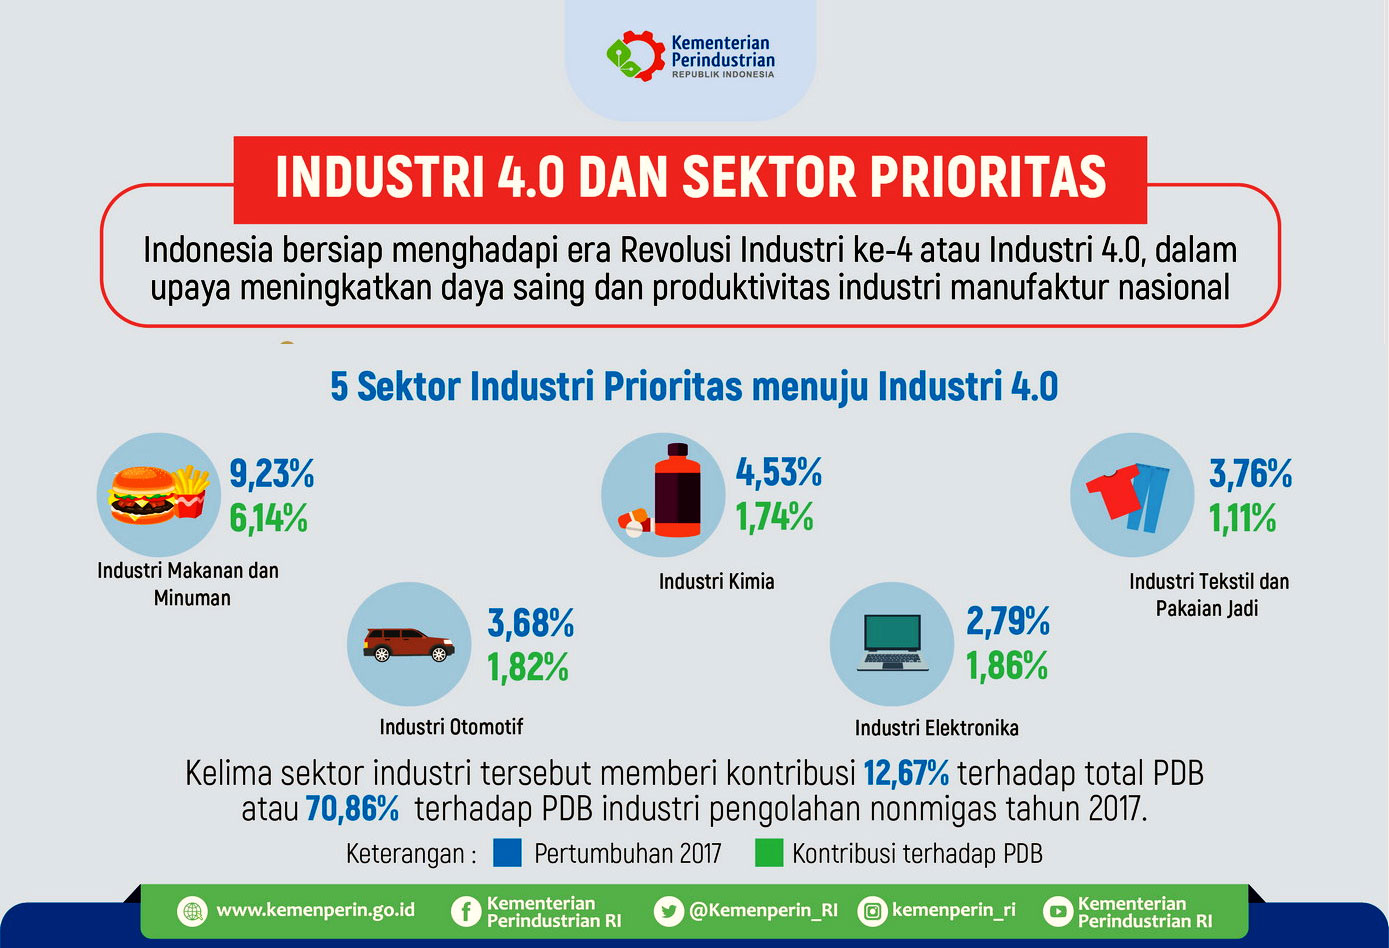 Kementerian
Perindustrian
REPUBLIK INDONESIA
INDUSTRI 4.0 DAN SEKTOR PRIORITAS
Indonesia bersiap menghadapi era Revolusi Industri ke-4 atau Industri 4.0, dalam
upaya meningkatkan daya saing dan produktivitas industri manufaktur nasional
5 Sektor Industri Prioritas menuju Industri 4.0
9,23%
6,14%
Industri Makanan dan
Minuman
4,53%
1,74%
Industri Kimia
3,76%
1,11%
Industri Tekstil dan
Pakaian Jadi
3,68%
1,82%
Industri Otomotif
2,79%
1,86%
Industri Elektronika
Kelima sektor industri tersebut memberi kontribusi 12,67% terhadap total PDB
atau 70,86% terhadap PDB industri pengolahan nonmigas tahun 2017.
Keterangan : Pertumbuhan 2017 Kontribusi terhadap PDB
www.kemenperin.go.id
Kementerian
Perindustrian RI
@Kemenperin_RI
kemenperin_ri
Kementerian
Perindustrian RI